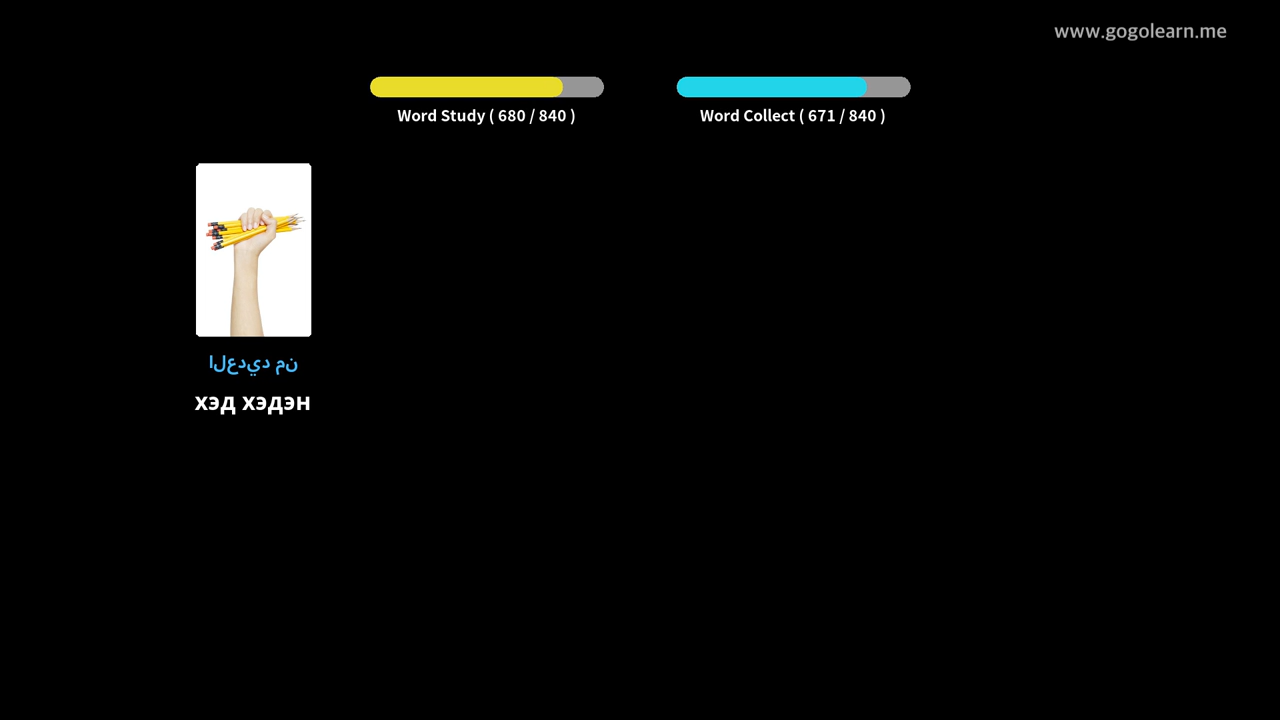 www.gogolearn.me
Word Study ( 680 / 840 )
Word Collect ( 671 / 840 )
العديد من
хэд хэдэн